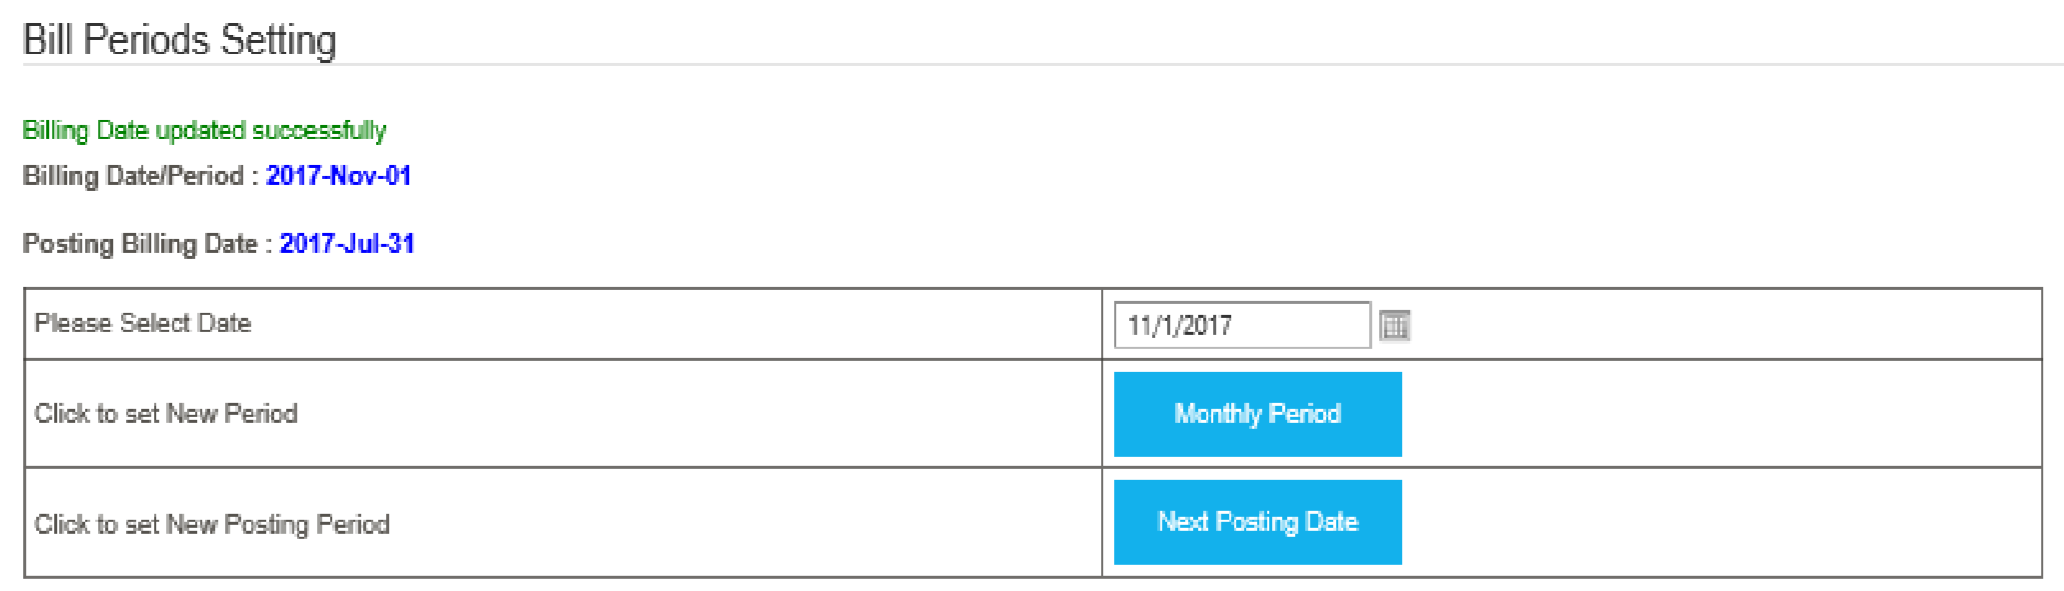 Bill Periods Setting
Billing Date updated successfully
Billing Date/Period : 2017-Nov-01
Posting Billing Date : 2017-Jul-31
Please Select Date
11/1/2017
Click to set New Period
Monthly Period
Click to set New Posting Period
Next Posting Date